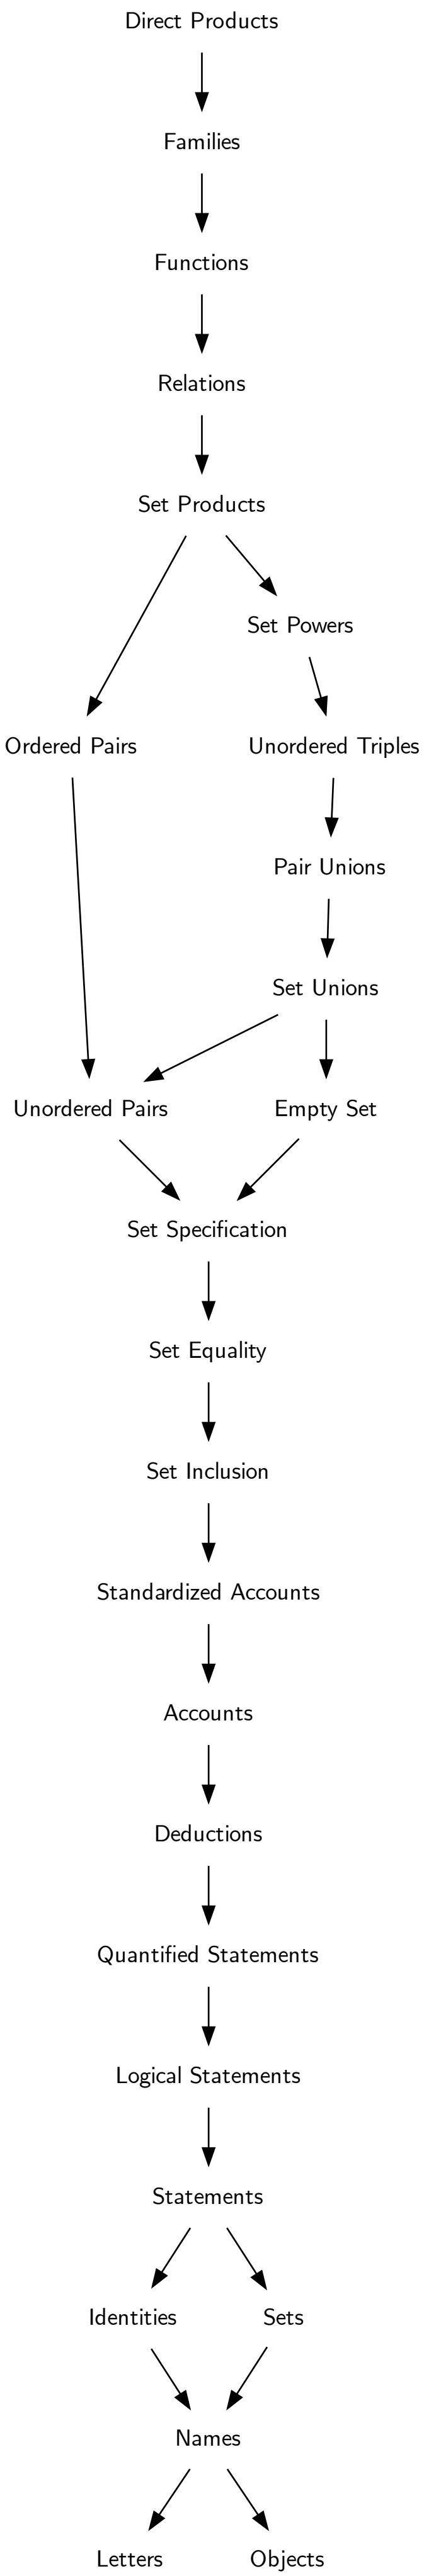 Direct Products
Families
Functions
Relations
Set Products
Set Powers
Ordered Pairs
Unordered Triples
Pair Unions
Set Unions
Unordered Pairs
Empty Set
Set Specification
Set Equality
Set Inclusion
Standardized Accounts
Accounts
Deductions
Quantified Statements
Logical Statements
Statements
Identities
Sets
Names
Letters
Objects